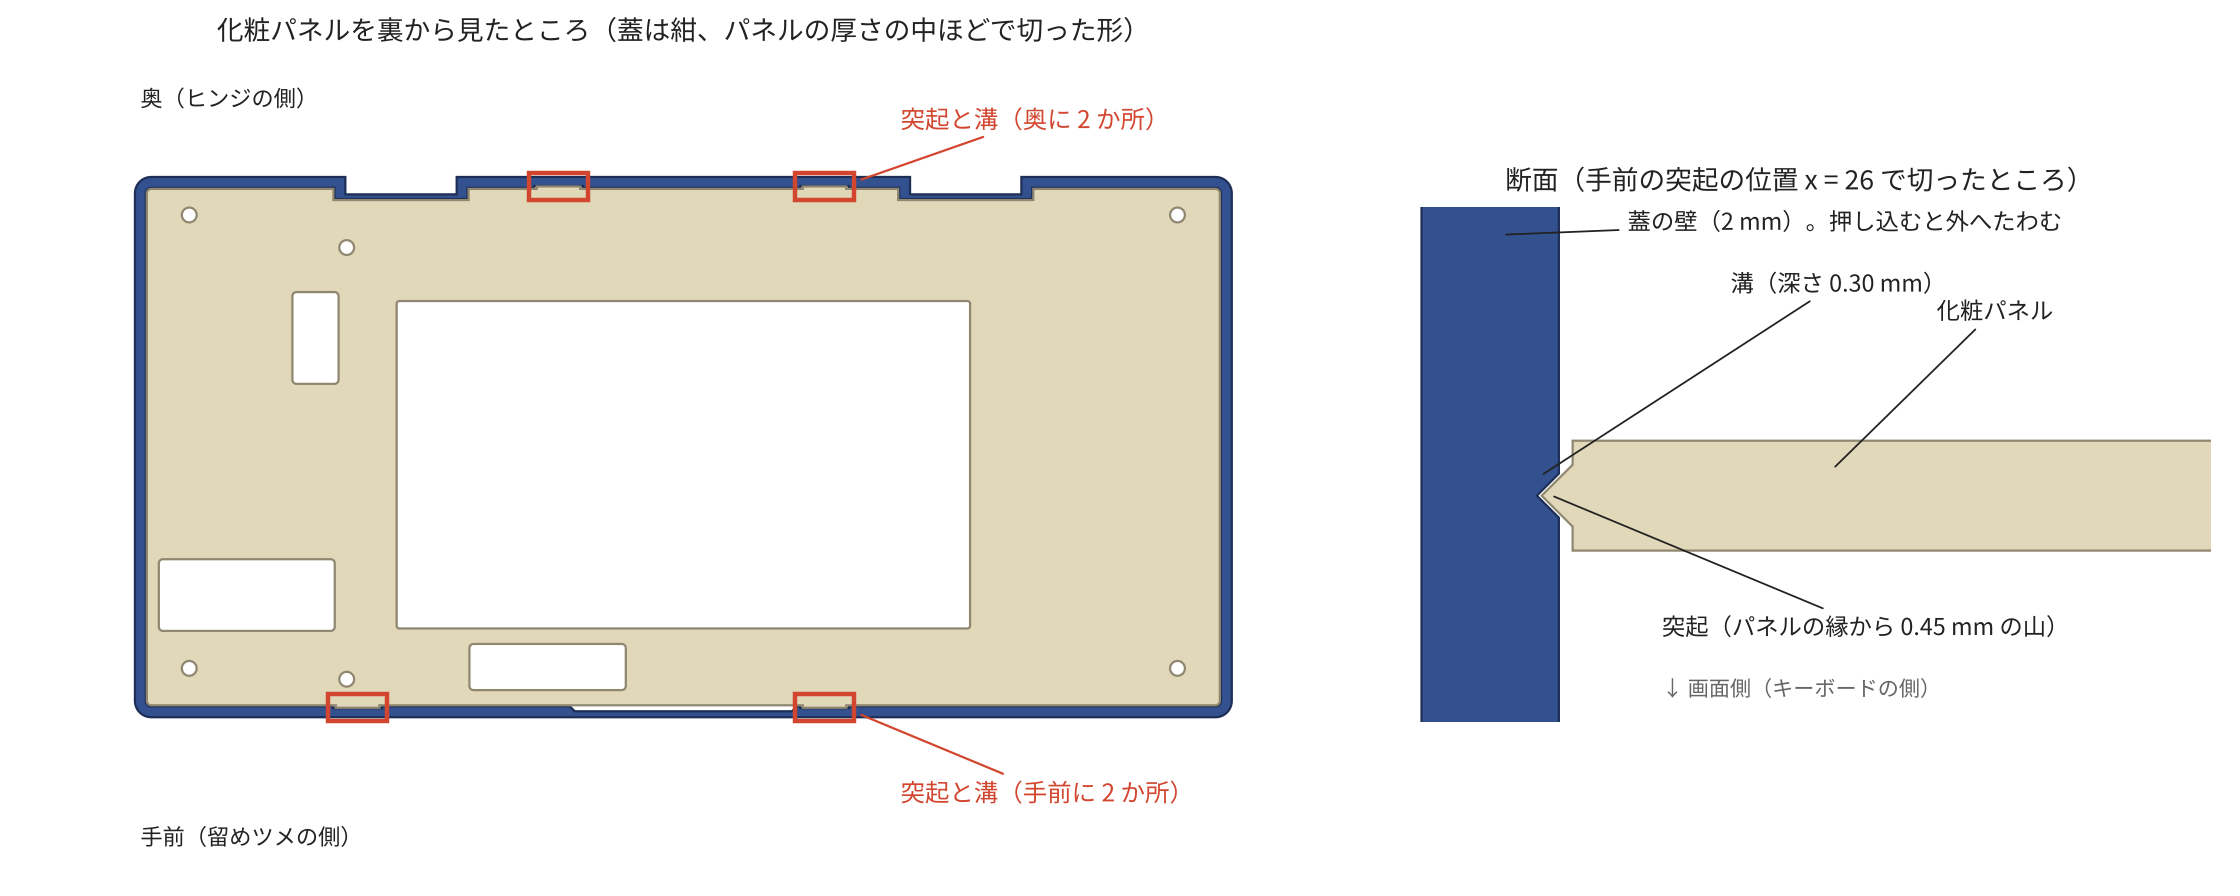 化粧パネルを裏から見たところ（蓋は紺、パネルの厚さの中ほどで切った形）
奥（ヒンジの側）
突起と溝（奥に 2 か所）
突起と溝（手前に 2 か所）
手前（留めツメの側）
断面（手前の突起の位置 x = 26 で切ったところ）
蓋の壁（2 mm）。押し込むと外へたわむ
溝（深さ 0.30 mm）
化粧パネル
突起（パネルの縁から 0.45 mm の山）
↓ 画面側（キーボードの側）